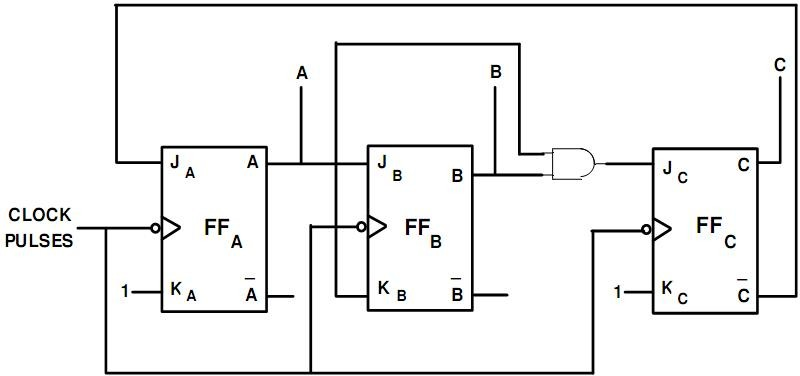 A
B
C
J A
A
J B
B
J C
C
CLOCK
PULSES
FF A
FF B
FF C
1
K A
A̅
K B
B̅
1
K C
C̅